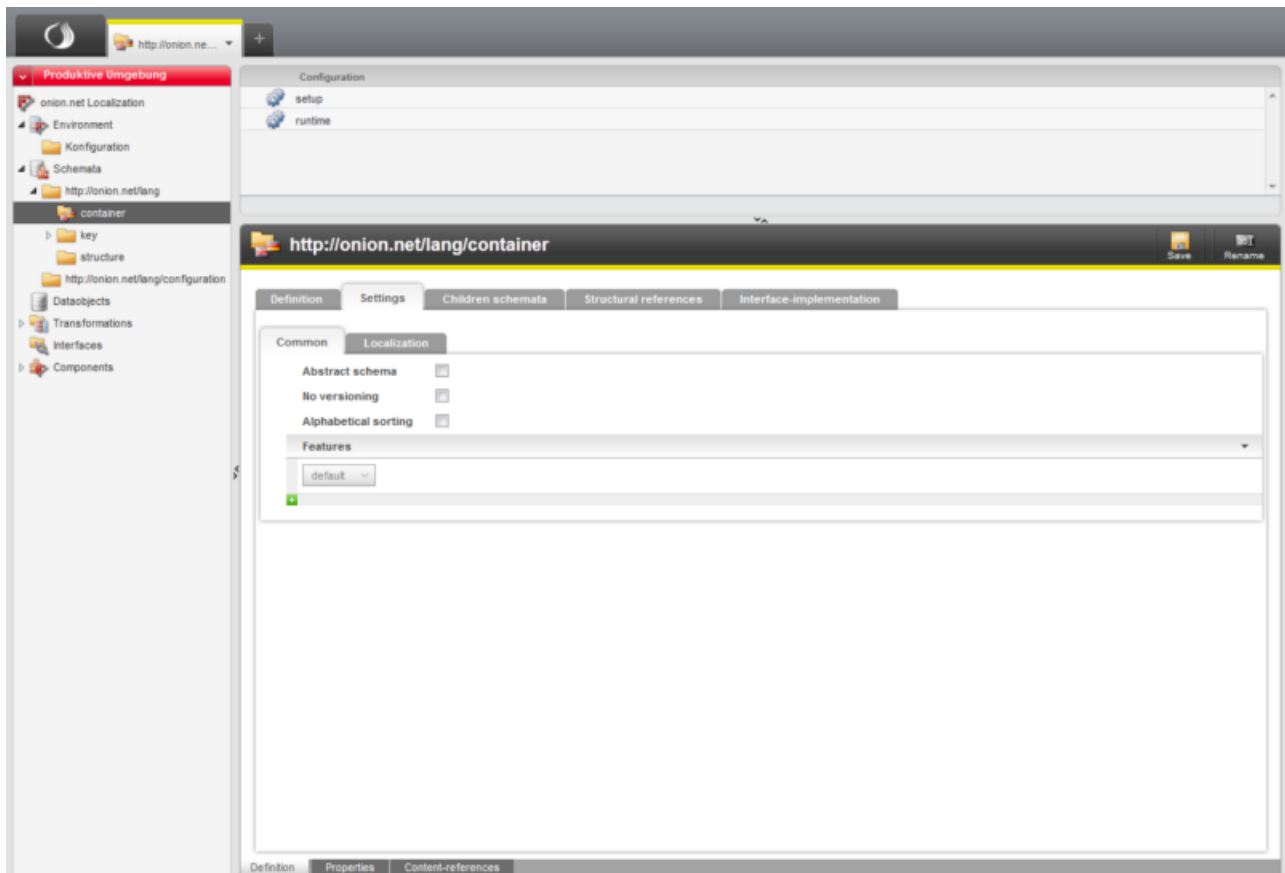 http://onion.ne...
+
Produktive Umgebung
onion.net Localization
Environment
Konfiguration
Schemata
http://onion.net/lang
container
key
structure
http://onion.net/lang/configuration
Dataobjects
Transformations
Interfaces
Components
Configuration
setup
runtime
http://onion.net/lang/container
Save
Rename
Definition Settings Children schemata Structural references Interface-implementation
Common Localization
Abstract schema
No versioning
Alphabetical sorting
Features
default
Definition Properties Content-references